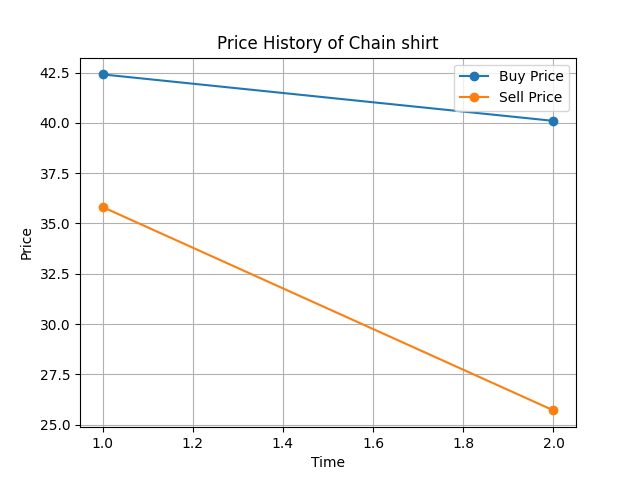 Price History of Chain shirt
Buy Price
Sell Price
42.5
40.0
37.5
35.0
32.5
30.0
27.5
25.0
Price
1.0 1.2 1.4 1.6 1.8 2.0
Time